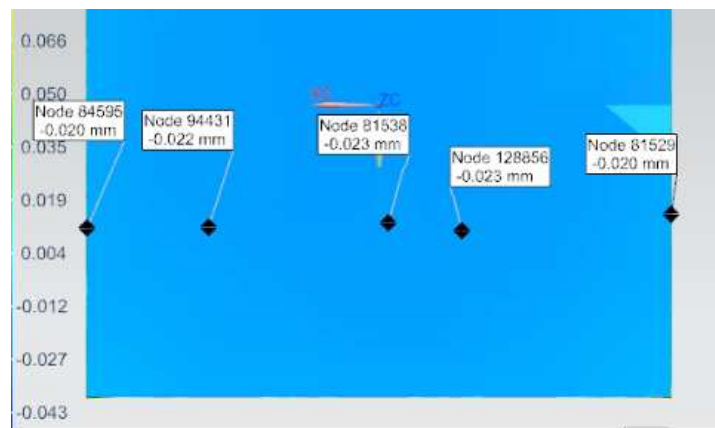 0.066
0.050
Node 84595
-0.020 mm
Node 94431
-0.022 mm
Node 81538
-0.023 mm
Node 128856
-0.023 mm
Node 81529
-0.020 mm
ZC
0.035
0.019
0.004
-0.012
-0.027
-0.043